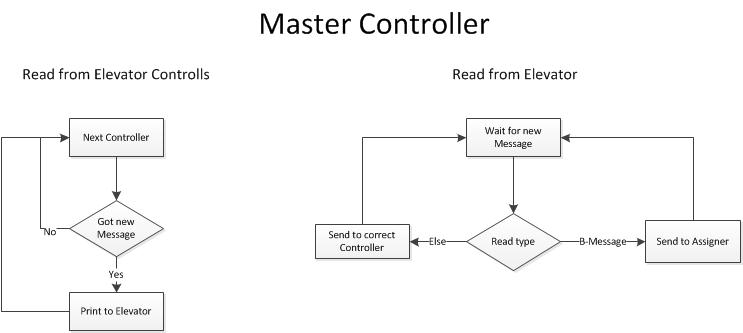 Master Controller
Read from Elevator Controlls
Next Controller
Got new
Message
No
Yes
Print to Elevator
Read from Elevator
Wait for new
Message
Read type
Else
B-Message
Send to correct
Controller
Send to Assigner